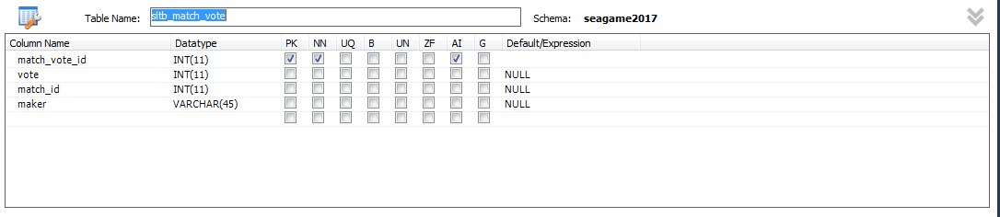 Table Name: sltb_match_vote Schema: seagame2017
Column Name Datatype PK NN UQ B UN ZF AI G Default/Expression
match_vote_id INT(11)
vote INT(11) NULL
match_id INT(11) NULL
maker VARCHAR(45) NULL